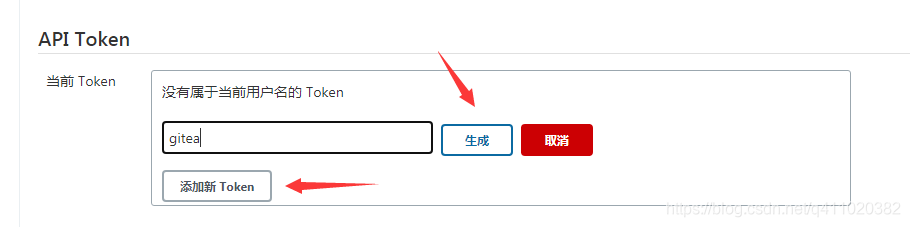 API Token
当前 Token
没有属于当前用户名的 Token
gitea
生成
取消
添加新 Token
https://blog.csdn.net/q411020382